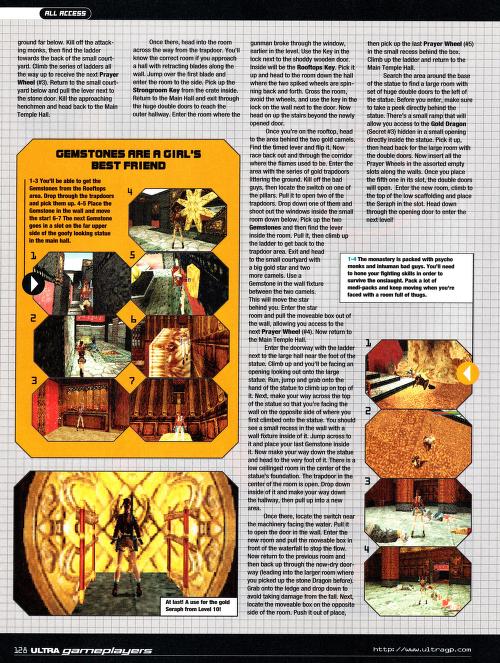 ALL ACCESS
ground far below. Kill off the attack-
ing monks, then find the ladder
towards the back of the small court-
yard. Climb the series of ladders all
the way up to receive the next Prayer
Wheel (#3). Return to the small court-
yard below and pull the lever next to
the stone door. Kill the approaching
henchmen and head back to the Main
Temple Hall.
Once there, head into the room
across the way from the trapdoor. You'll
know the correct room if you approach
a hall with retracting blades along the
wall. Jump over the first blade and
enter the room to the side. Pick up the
Strongroom Key from the crate inside.
Return to the Main Hall and exit through
the huge double doors to reach the
outer hallway. Enter the room where the
GEMSTONES ARE A GIRL'S
BEST FRIEND
1-3 You'll be able to get the
Gemstones from the Rooftops
area. Drop through the trapdoors
and pick them up. 4-5 Place the
Gemstone in the wall and move
the star! 6-7 The next Gemstone
goes in a slot on the far upper
side of the goofy looking statue
in the main hall.
1
2
3
4
5
6
7
At last! A use for the gold
Seraph from Level 10!
gunman broke through the window,
earlier in the level. Use the Key in the
lock next to the shoddy wooden door.
Inside will be the Rooftops Key. Pick it
up and head to the room down the hall
where the two spiked wheels are spin-
ning back and forth. Cross the room,
avoid the wheels, and use the key in the
lock on the wall next to the door. Now
head on up the stairs beyond the newly
opened door.
Once you're on the rooftop, head
to the area behind the two gold camels.
Find the timed lever and flip it. Now
race back out and through the corridor
where the flames used to be. Enter the
area with the series of gold trapdoors
littering the ground. Kill off the bad
guys, then locate the switch on one of
the pillars. Pull it to open two of the
trapdoors. Drop down one of them and
shoot out the windows inside the small
room down below. Pick up the two
Gemstones and then find the lever
inside the room. Pull it, then climb up
the ladder to get back to the
trapdoor area. Exit and head
to the small courtyard with
a big gold star and two
more camels. Use a
Gemstone in the wall fixture
between the two camels.
This will move the star
behind you. Enter the star
room and pull the moveable box out of
the wall, allowing you access to the
next Prayer Wheel (#4). Now return to
the Main Temple Hall.
Enter the doorway with the ladder
next to the large hall near the foot of the
statue. Climb up and you'll be facing an
opening looking out onto the large
statue. Run, jump and grab onto the
hand of the statue to climb up on top of
it. Next, make your way across the top
of the statue so that you're facing the
wall on the opposite side of where you
first climbed onto the statue. You should
see a small recess in the wall with a
wall fixture inside of it. Jump across to
it and place your last Gemstone inside
it. Now make your way down the statue
and head to the very foot of it. There is a
low ceilinged room in the center of the
statue's foundation. The trapdoor in the
center of the room is open. Drop down
inside of it and make your way down
the hallway, then pull up into a new
area.
Once there, locate the switch near
the machinery facing the water. Pull it
to open the door in the wall. Enter the
new room and pull the moveable box in
front of the waterfall to stop the flow.
Now return to the previous room and
then back up through the now-dry door-
way (leading into the larger room where
you picked up the stone Dragon before).
Grab onto the ledge and drop down to
avoid taking damage from the fall. Next,
locate the moveable box on the opposite
side of the room. Push it out of place,
then pick up the last Prayer Wheel (#5)
in the small recess behind the box.
Climb up the ladder and return to the
Main Temple Hall.
Search the area around the base
of the statue to find a large room with
set of huge double doors to the left of
the statue. Before you enter, make sure
to take a peek directly behind the
statue. There's a small ramp that will
allow you access to the Gold Dragon
(Secret #3) hidden in a small opening
directly inside the statue. Pick it up,
then head back for the large room with
the double doors. Now insert all the
Prayer Wheels in the assorted empty
slots along the walls. Once you place
the fifth one in its slot, the double doors
will open. Enter the new room, climb to
the top of the low scaffolding and place
the Seraph in the slot. Head down
through the opening door to enter the
next level!
1-4 The monastery is packed with psycho
monks and inhuman bad guys. You'll need
to hone your fighting skills in order to
survive the onslaught. Pack a lot of
medi-packs and keep moving when you're
faced with a room full of thugs.
1
2
3
4
128 ULTRA gameplayers
http://www.ultragp.com